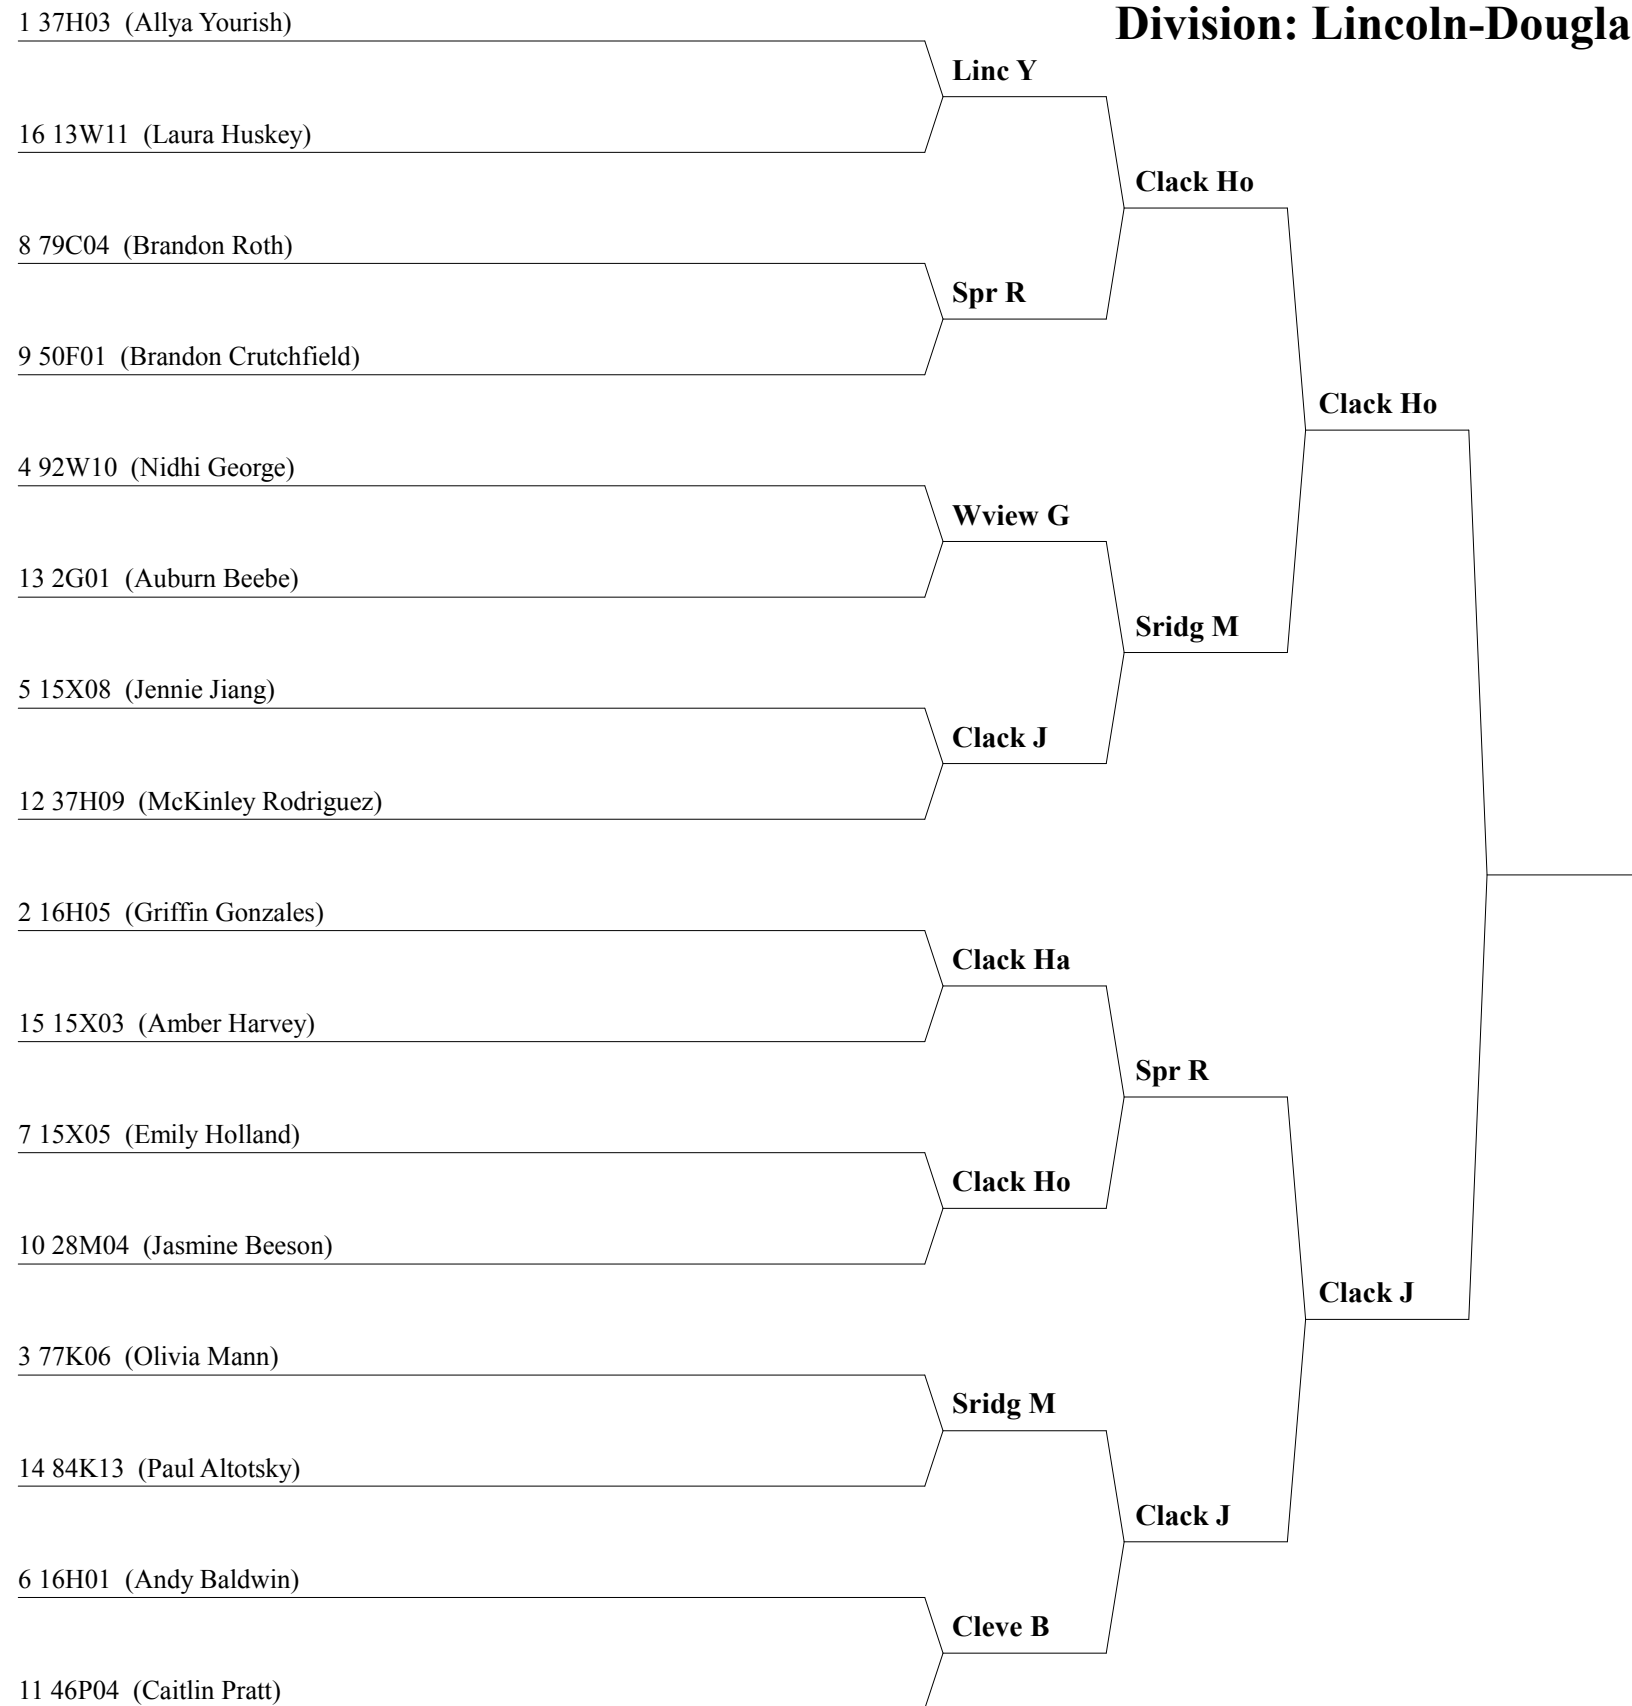 Division: Lincoln-Dougla
1 37H03 (Allya Yourish)
Linc Y
16 13W11 (Laura Huskey)
Clack Ho
8 79C04 (Brandon Roth)
Spr R
9 50F01 (Brandon Crutchfield)
Clack Ho
4 92W10 (Nidhi George)
Wview G
13 2G01 (Auburn Beebe)
Sridg M
5 15X08 (Jennie Jiang)
Clack J
12 37H09 (McKinley Rodriguez)
2 16H05 (Griffin Gonzales)
Clack Ha
15 15X03 (Amber Harvey)
Spr R
7 15X05 (Emily Holland)
Clack Ho
10 28M04 (Jasmine Beeson)
Clack J
3 77K06 (Olivia Mann)
Sridg M
14 84K13 (Paul Altotsky)
Clack J
6 16H01 (Andy Baldwin)
Cleve B
11 46P04 (Caitlin Pratt)